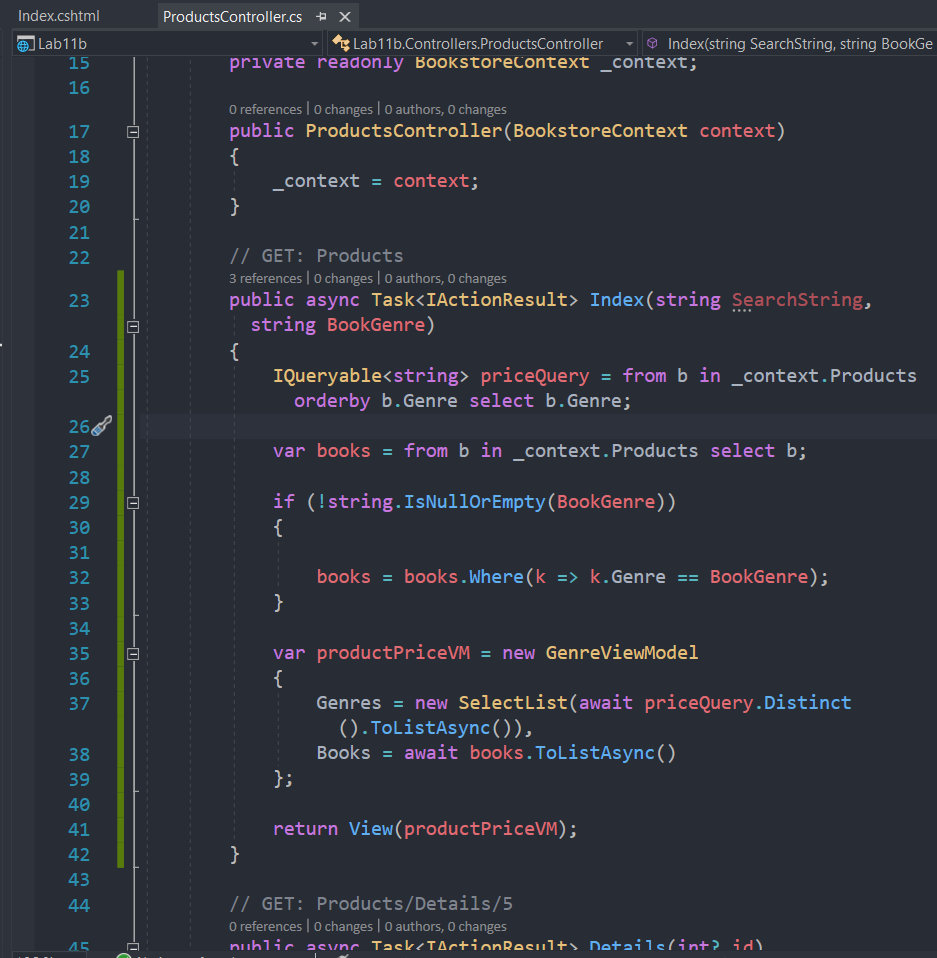 Index.cshtml
ProductsController.cs
Lab11b
Lab11b.Controllers.ProductsController
Index(string SearchString, string BookGe
15 private readonly BookstoreContext _context;
16
0 references | 0 changes | 0 authors, 0 changes
17 public ProductsController(BookstoreContext context)
18 {
19 _context = context;
20 }
21
22 // GET: Products
3 references | 0 changes | 0 authors, 0 changes
23 public async Task<IActionResult> Index(string SearchString,
string BookGenre)
24 {
25 IQueryable<string> priceQuery = from b in _context.Products
orderby b.Genre select b.Genre;
26
27 var books = from b in _context.Products select b;
28
29 if (!string.IsNullOrEmpty(BookGenre))
30 {
31
32 books = books.Where(k => k.Genre == BookGenre);
33 }
34
35 var productPriceVM = new GenreViewModel
36 {
37 Genres = new SelectList(await priceQuery.Distinct
().ToListAsync()),
38 Books = await books.ToListAsync()
39 };
40
41 return View(productPriceVM);
42 }
43
44 // GET: Products/Details/5
0 references | 0 changes | 0 authors, 0 changes
45 public async Task<IActionResult> Details(int? id)